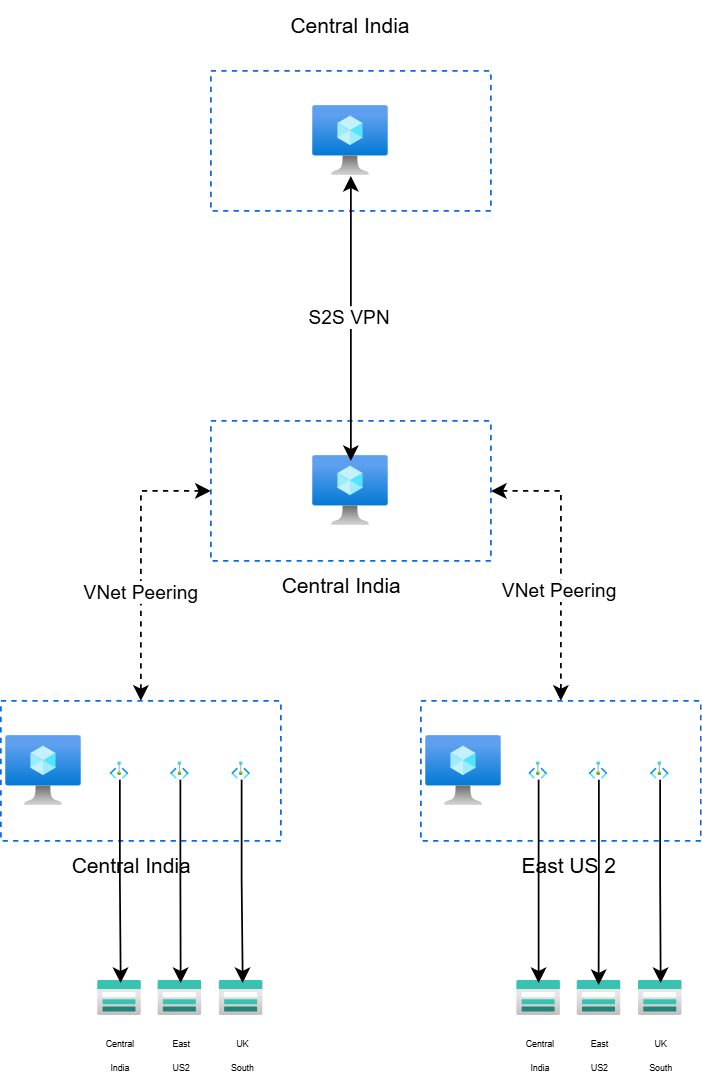 Central India
S2S VPN
Central India
VNet Peering
VNet Peering
Central India
East US 2
Central
India
East
US2
UK
South
Central
India
East
US2
UK
South